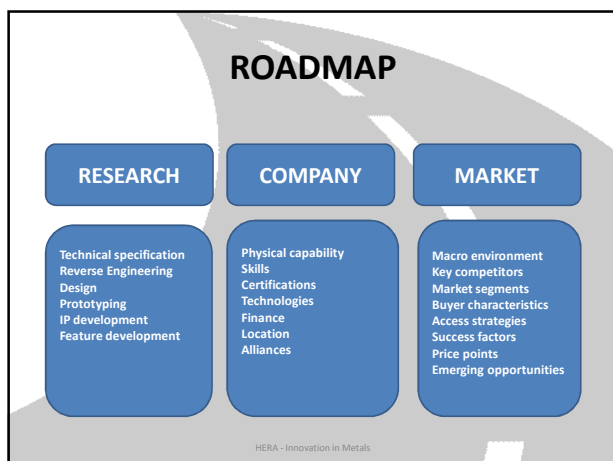 ROADMAP
RESEARCH
COMPANY
MARKET
Technical specification
Reverse Engineering
Design
Prototyping
IP development
Feature development
Physical capability
Skills
Certifications
Technologies
Finance
Location
Alliances
Macro environment
Key competitors
Market segments
Buyer characteristics
Access strategies
Success factors
Price points
Emerging opportunities
HERA - Innovation in Metals